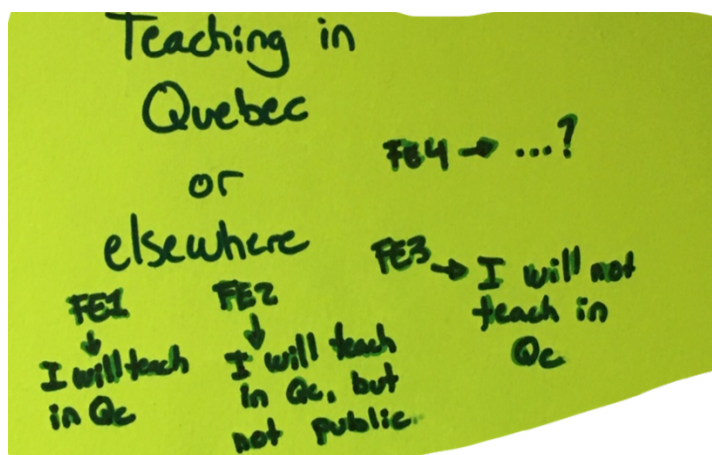 Teaching in
Quebec
or
elsewhere
FE1
↓
I will teach
in Qc
FE2
↓
I will teach
in Qc, but
not public
FE3 → I will not
teach in
Qc
FE4 → ...?